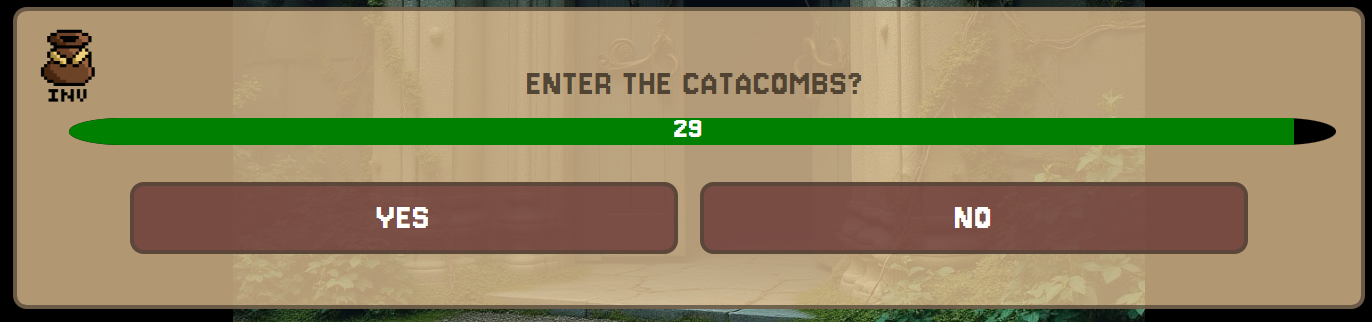 INV
ENTER THE CATACOMBS?
29
YES
NO